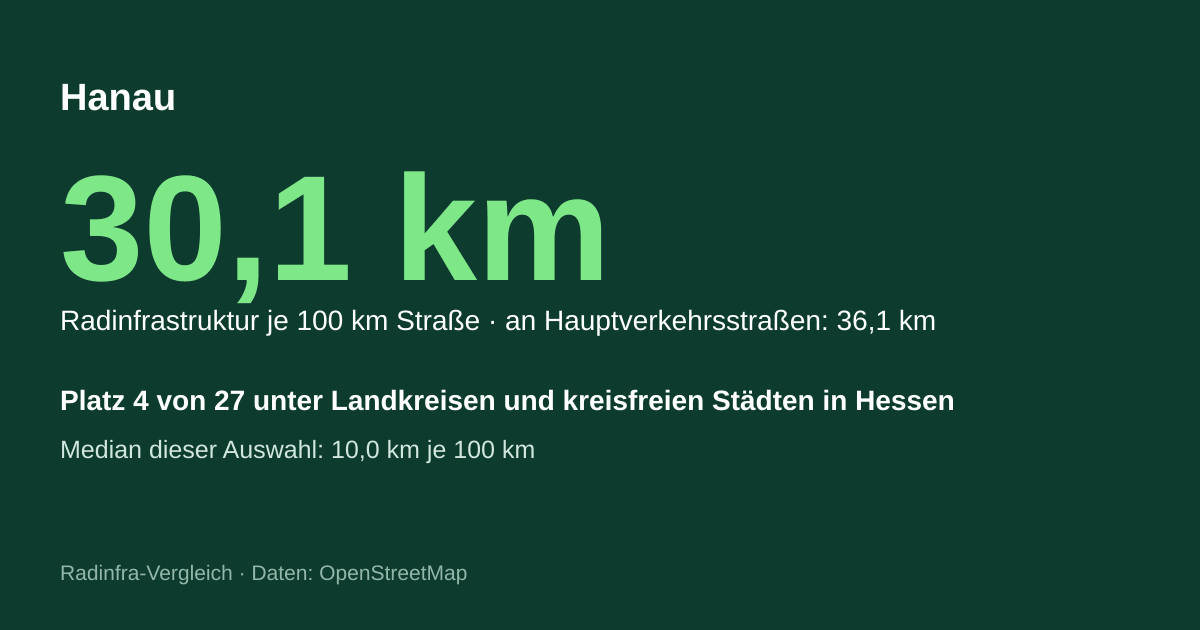 Hanau
30,1 km
Radinfrastruktur je 100 km Straße · an Hauptverkehrsstraßen: 36,1 km
Platz 4 von 27 unter Landkreisen und kreisfreien Städten in Hessen
Median dieser Auswahl: 10,0 km je 100 km
Radinfra-Vergleich · Daten: OpenStreetMap